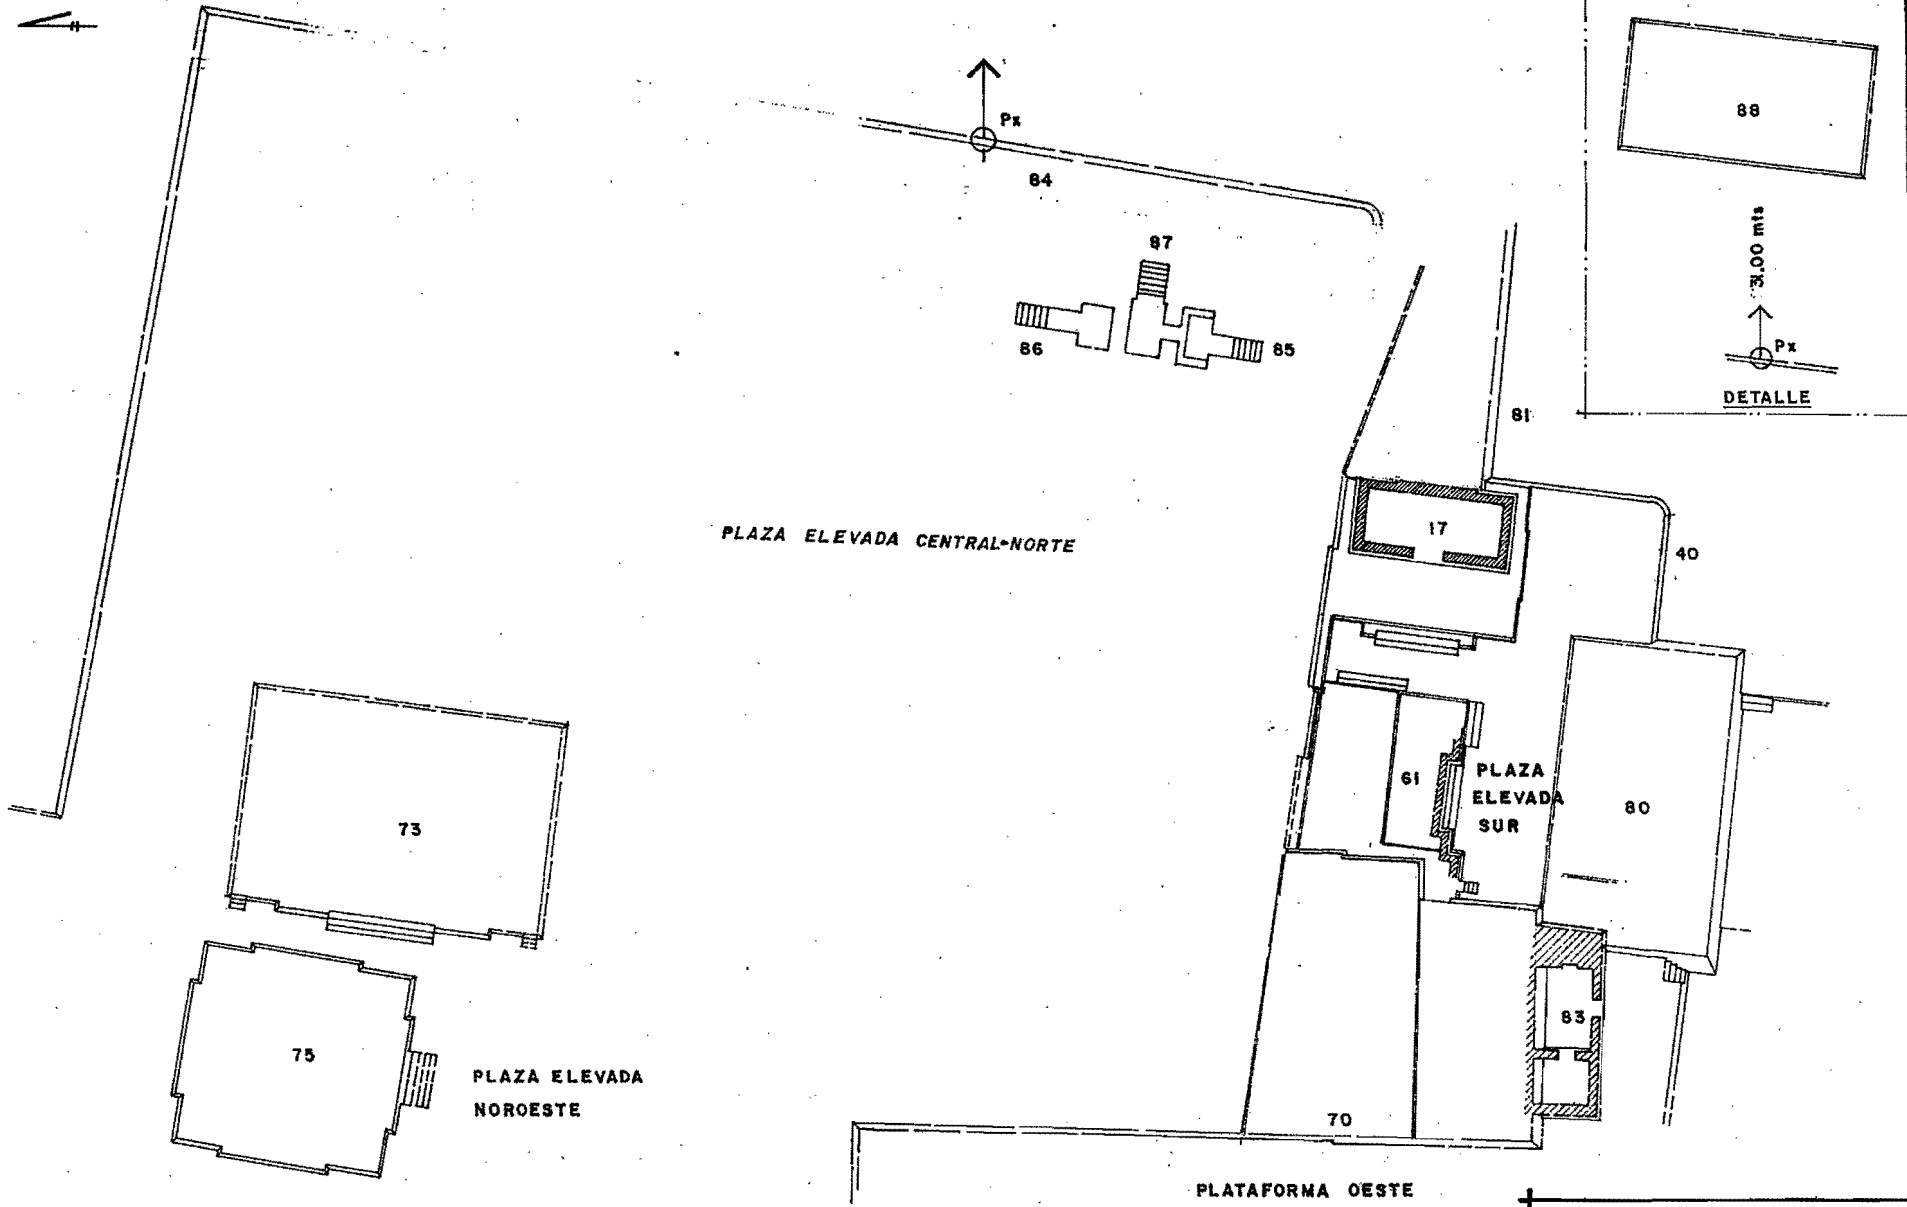 88
Px
84
31.00 mts
87
86
85
Px
DETALLE
81
17
PLAZA ELEVADA CENTRAL-NORTE
40
61
PLAZA
ELEVADA
SUR
80
73
83
75
PLAZA ELEVADA
NOROESTE
70
PLATAFORMA OESTE